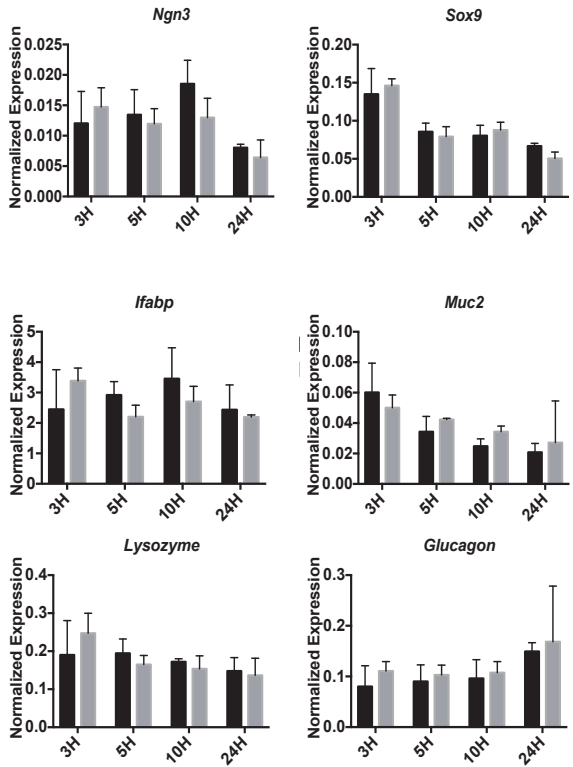 Ngn3
Normalized Expression
0.025
0.020
0.015
0.010
0.005
0.000
3H
5H
10H
24H
Sox9
Normalized Expression
0.20
0.15
0.10
0.05
0.00
3H
5H
10H
24H
Ifabp
Normalized Expression
5
4
3
2
1
0
3H
5H
10H
24H
Muc2
Normalized Expression
0.10
0.08
0.06
0.04
0.02
0.00
3H
5H
10H
24H
Lysozyme
Normalized Expression
0.4
0.3
0.2
0.1
0.0
3H
5H
10H
24H
Glucagon
Normalized Expression
0.3
0.2
0.1
0.0
3H
5H
10H
24H